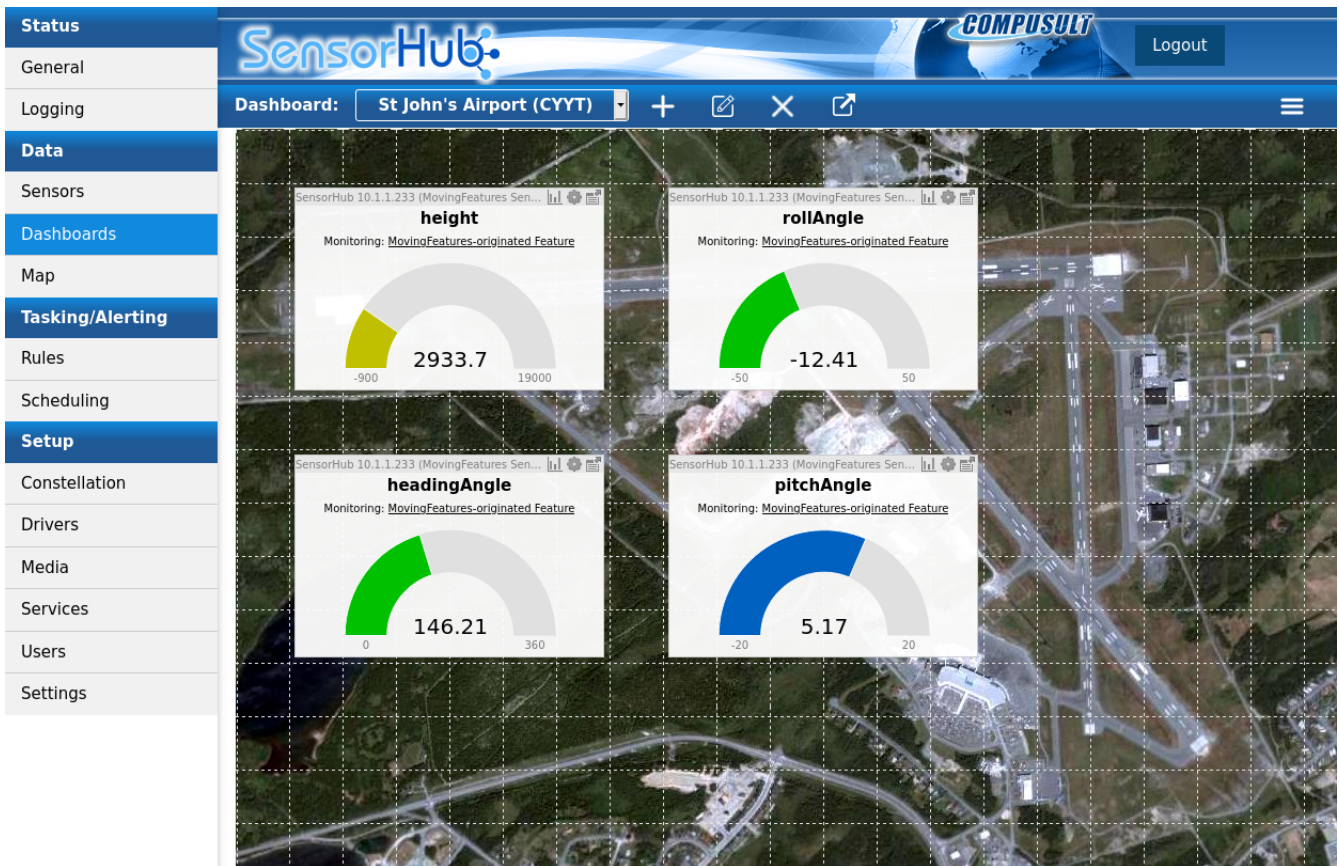 Status
General
Logging
Data
Sensors
Dashboards
Map
Tasking/Alerting
Rules
Scheduling
Setup
Constellation
Drivers
Media
Services
Users
Settings
SensorHub
COMPUSULT
Logout
Dashboard: St John's Airport (CYYT)
SensorHub 10.1.1.233 (MovingFeatures Sen...
height
Monitoring: MovingFeatures-originated Feature
2933.7
-900 19000
SensorHub 10.1.1.233 (MovingFeatures Sen...
rollAngle
Monitoring: MovingFeatures-originated Feature
-12.41
-50 50
SensorHub 10.1.1.233 (MovingFeatures Sen...
headingAngle
Monitoring: MovingFeatures-originated Feature
146.21
0 360
SensorHub 10.1.1.233 (MovingFeatures Sen...
pitchAngle
Monitoring: MovingFeatures-originated Feature
5.17
-20 20